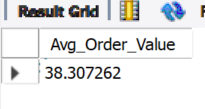 Result Grid
Avg_Order_Value
38.307262